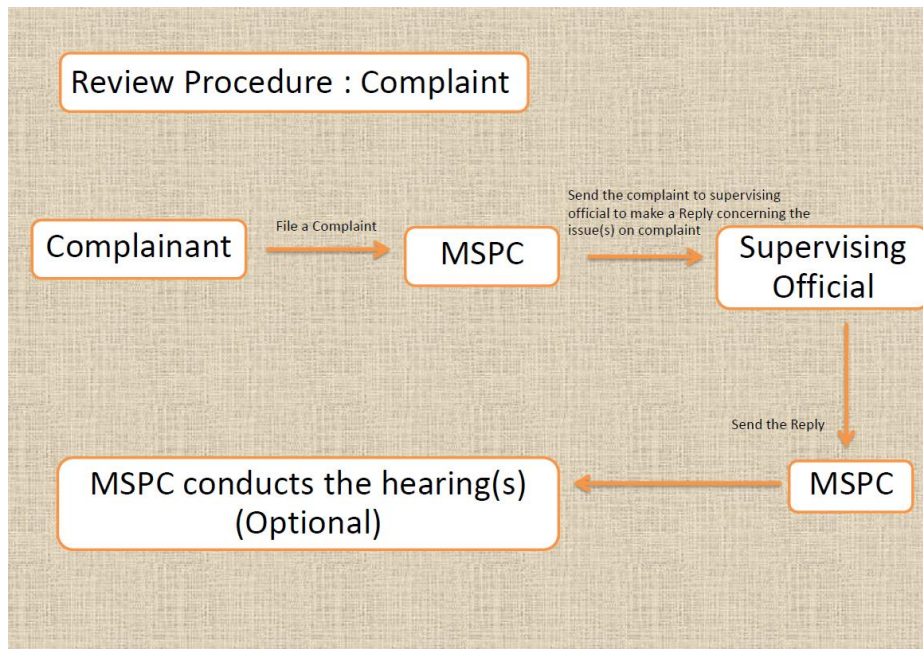 Review Procedure : Complaint
Send the complaint to supervising
official to make a Reply concerning the
issue(s) on complaint
File a Complaint
Complainant
MSPC
Supervising
Official
Send the Reply
MSPC
MSPC conducts the hearing(s)
(Optional)